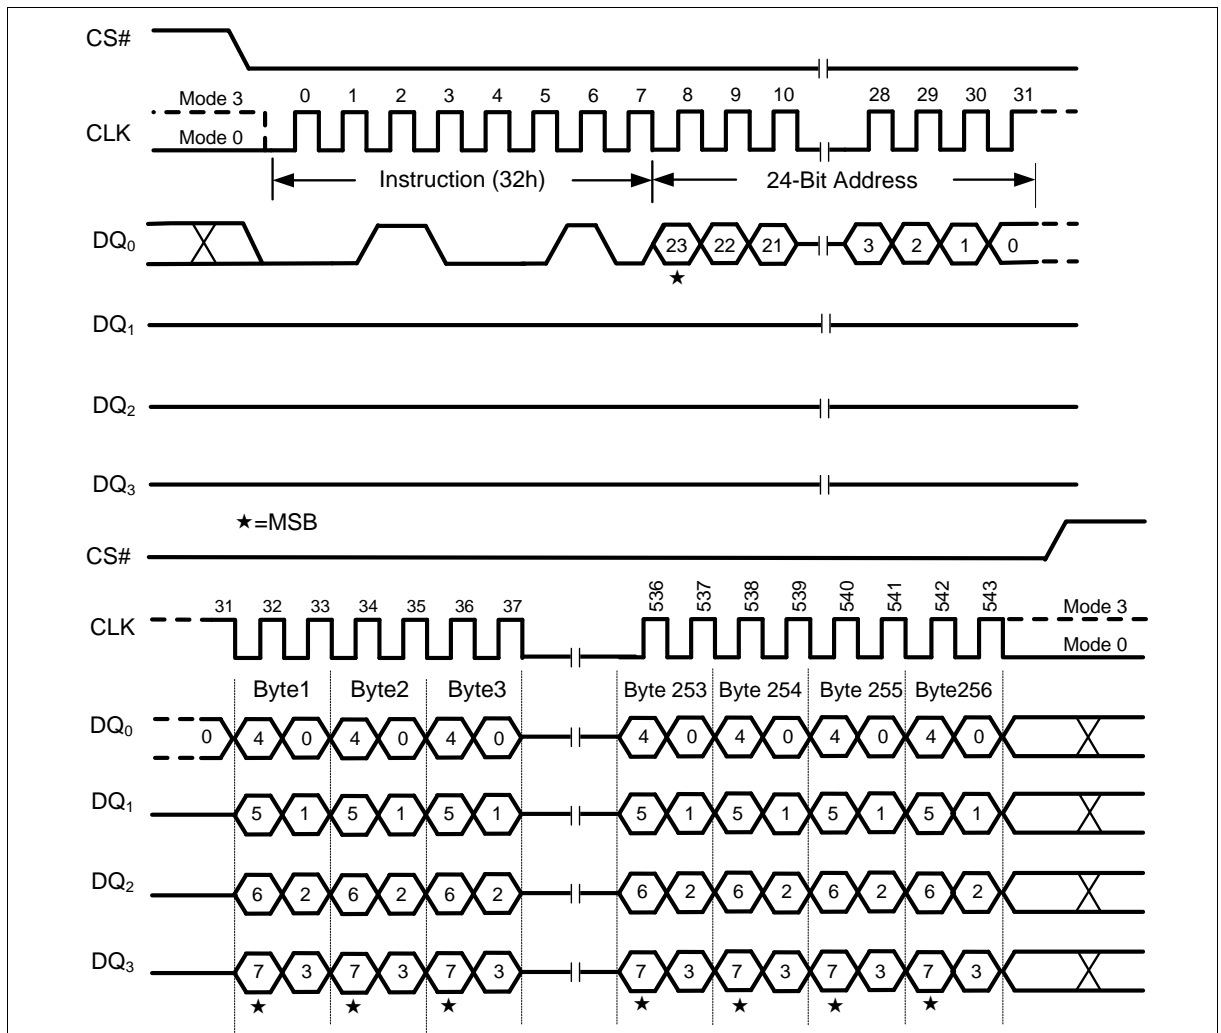 CS#
Mode 3
0 1 2 3 4 5 6 7 8 9 10 28 29 30 31
CLK
Mode 0
Instruction (32h) 24-Bit Address
DQ0 23 22 21 3 2 1 0
★
DQ1
DQ2
DQ3
★=MSB
CS#
31 32 33 34 35 36 37 536 537 538 539 540 541 542 543
Mode 3
CLK
Mode 0
Byte1 Byte2 Byte3 Byte 253 Byte 254 Byte 255 Byte256
DQ0 0 4 0 4 0 4 0 4 0 4 0 4 0 4 0
DQ1 5 1 5 1 5 1 5 1 5 1 5 1 5 1
DQ2 6 2 6 2 6 2 6 2 6 2 6 2 6 2
DQ3 7 3 7 3 7 3 7 3 7 3 7 3 7 3
★ ★ ★ ★ ★ ★ ★